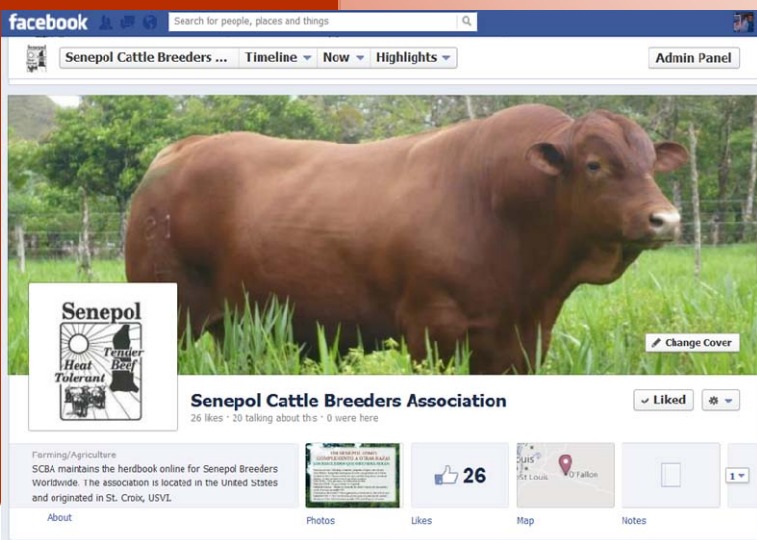 facebook
Search for people, places and things
Senepol Cattle Breeders ... Timeline Now Highlights
Admin Panel
Senepol
Heat
Tolerant
Tender
Beef
Change Cover
Senepol Cattle Breeders Association
26 likes · 20 talking about this · 0 were here
Liked
Farming/Agriculture
SCBA maintains the herdbook online for Senepol Breeders
Worldwide. The association is located in the United States
and originated in St. Croix, USVI.
About
Photos
26
Likes
St Louis
O'Fallon
Map
Notes
1